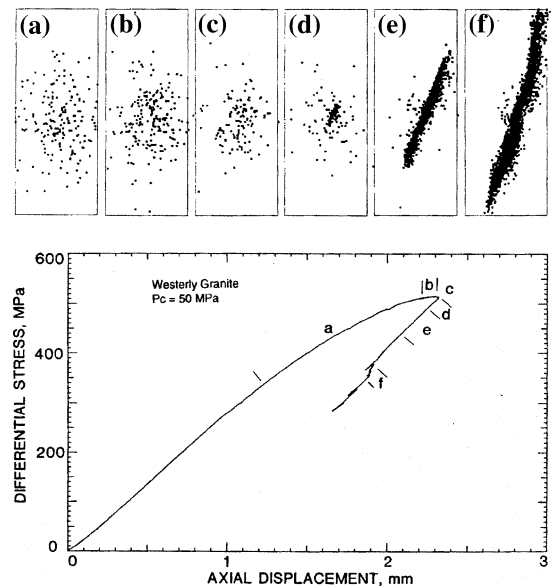 (a) (b) (c) (d) (e) (f)
600
400
200
0
DIFFERENTIAL STRESS, MPa
Westerly Granite
Pc = 50 MPa
a
b
c
d
e
f
0 1 2 3
AXIAL DISPLACEMENT, mm